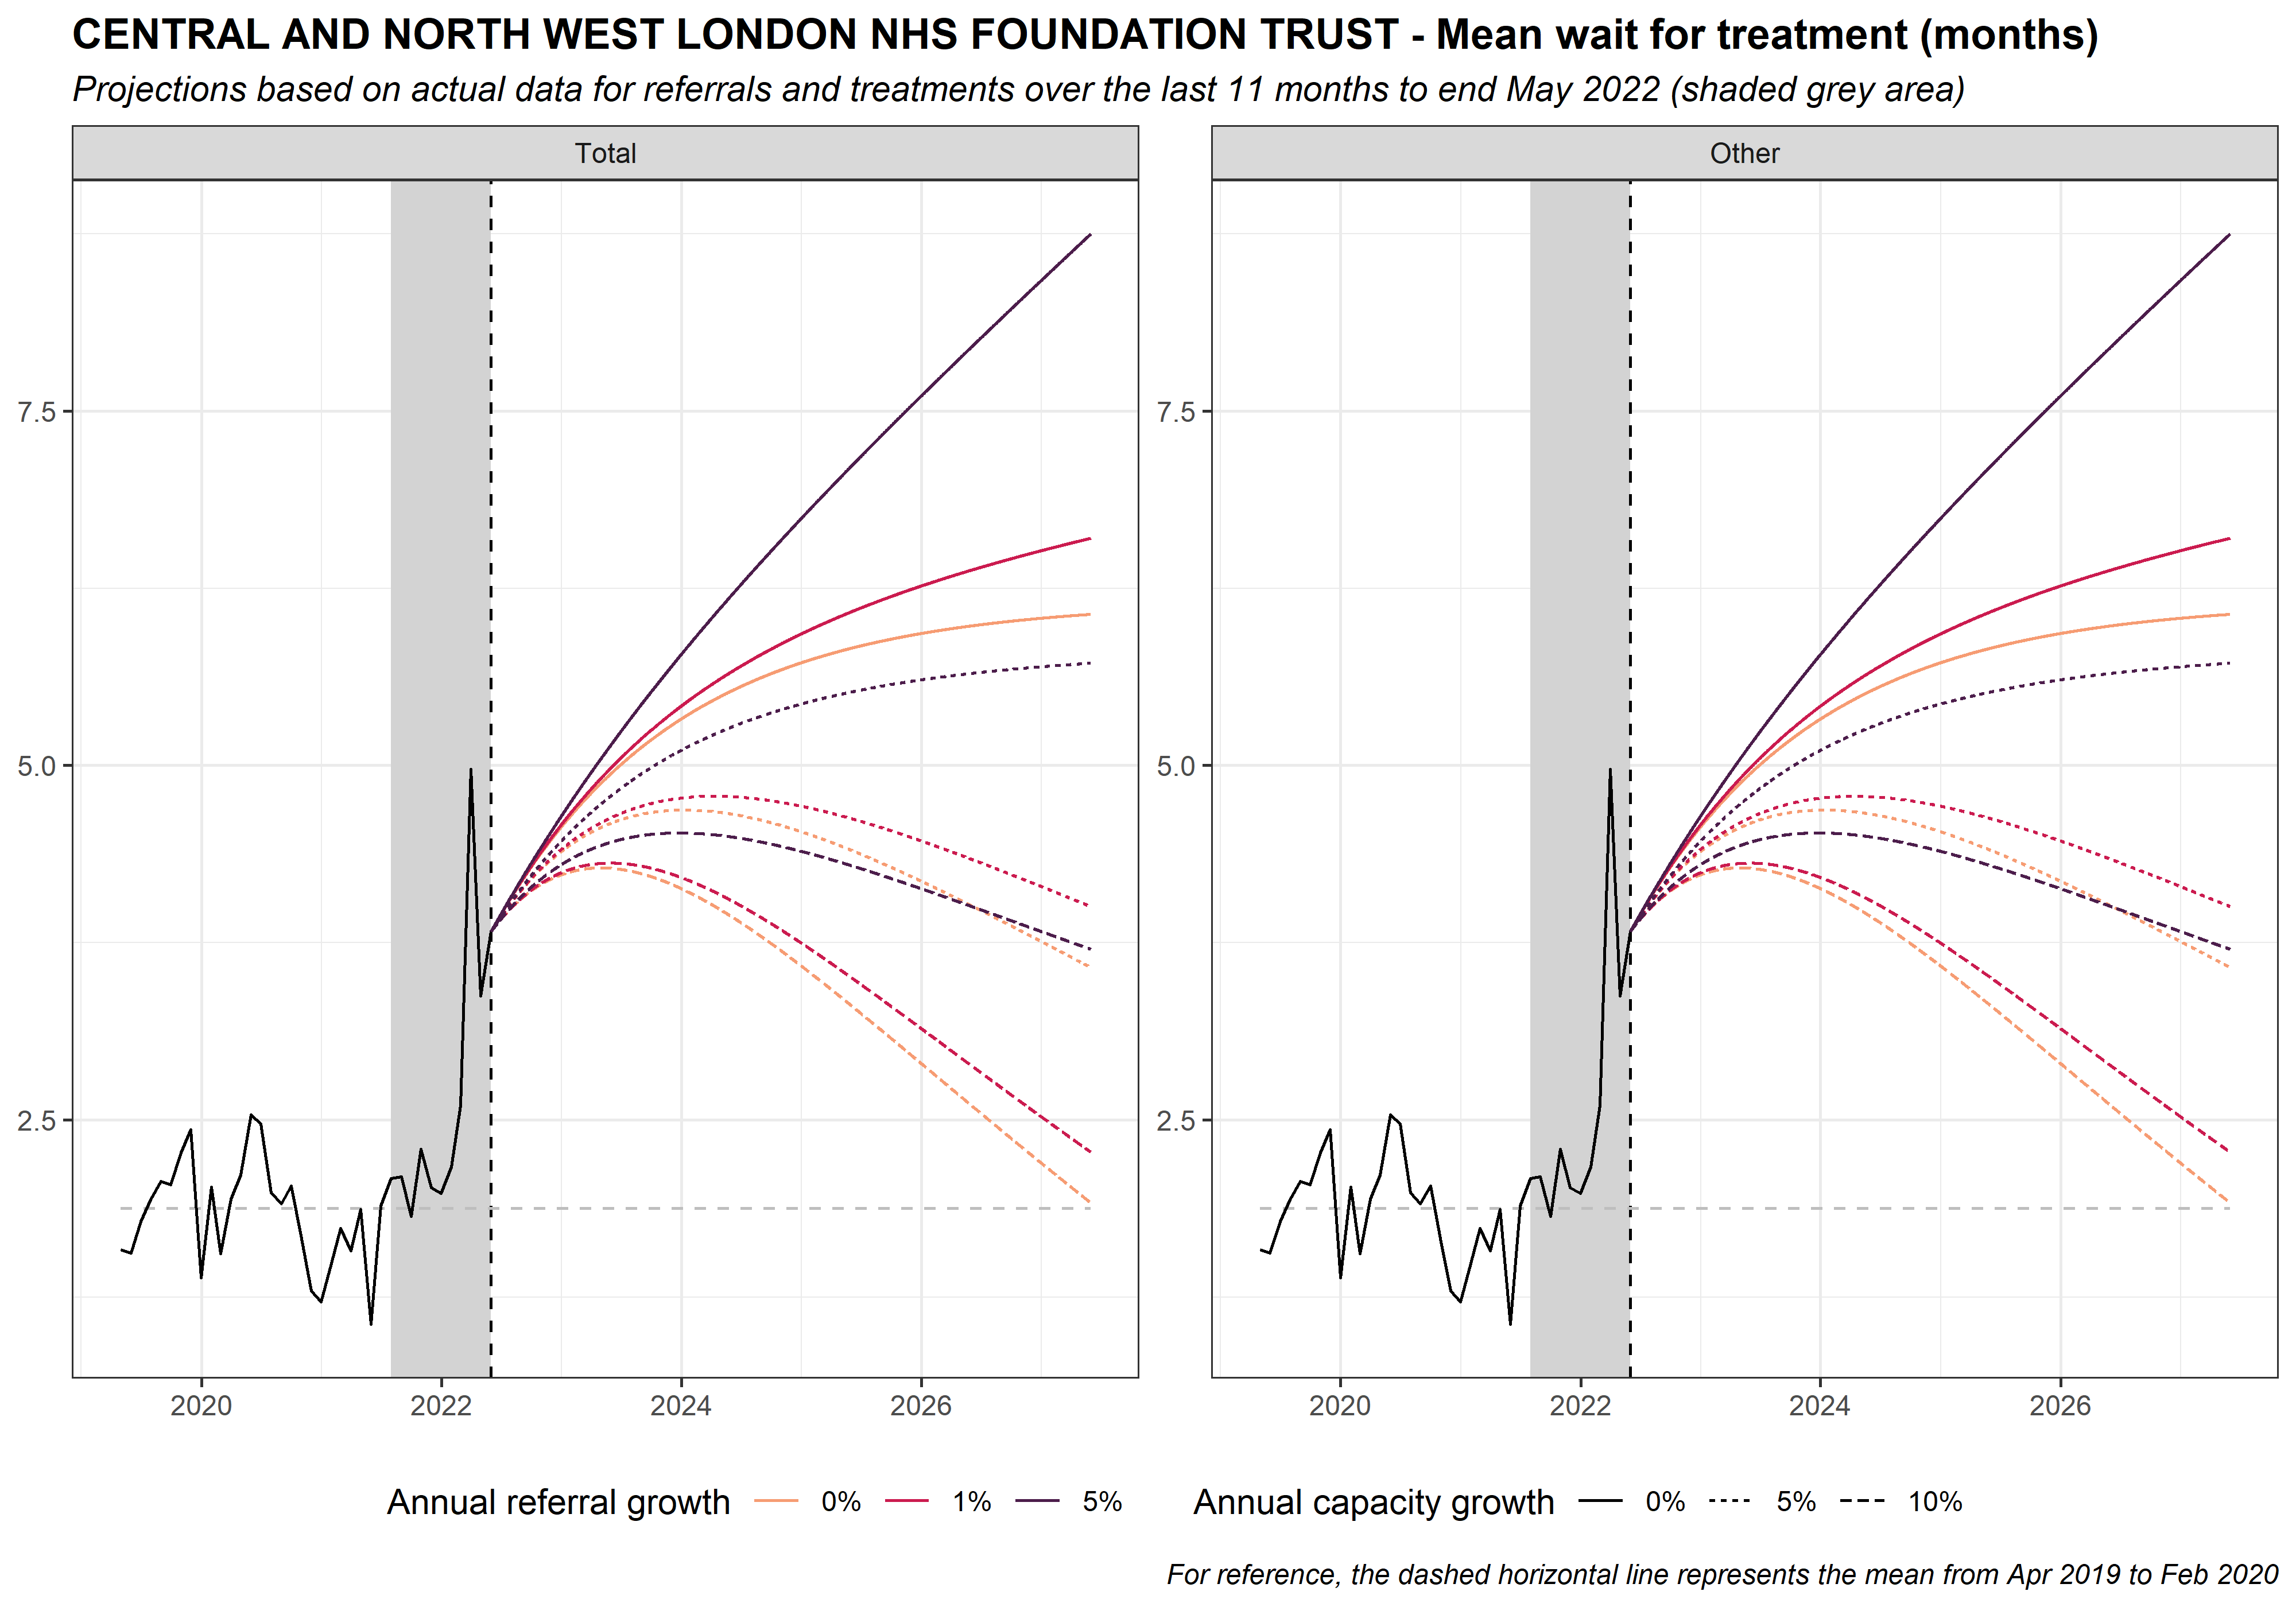 CENTRAL AND NORTH WEST LONDON NHS FOUNDATION TRUST - Mean wait for treatment (months)
Projections based on actual data for referrals and treatments over the last 11 months to end May 2022 (shaded grey area)
Total
Other
7.5
5.0
2.5
7.5
5.0
2.5
2020 2022 2024 2026
2020 2022 2024 2026
Annual referral growth 0% 1% 5%
Annual capacity growth 0% 5% 10%
For reference, the dashed horizontal line represents the mean from Apr 2019 to Feb 2020